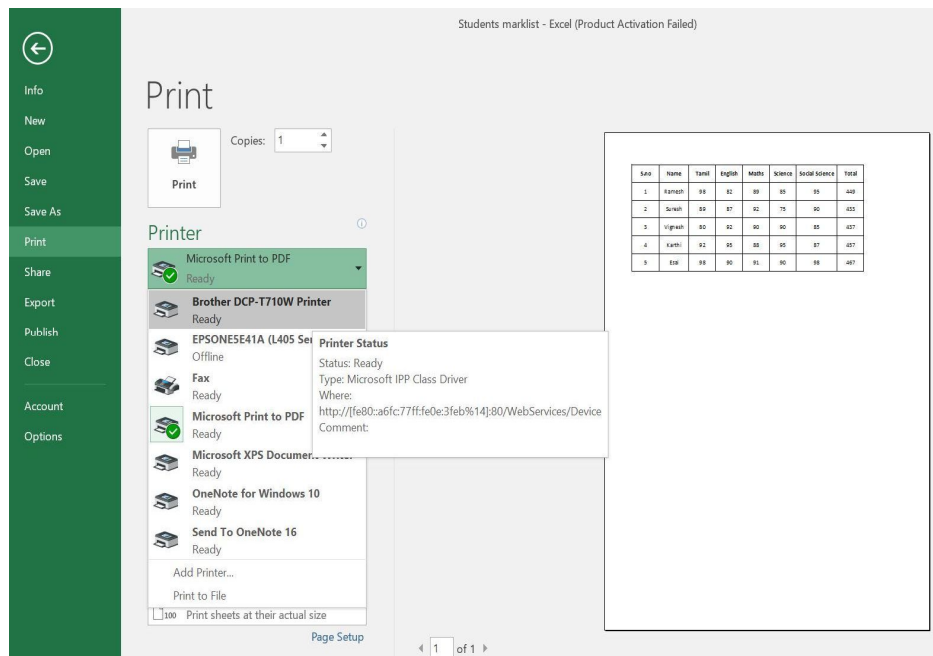 Students marklist - Excel (Product Activation Failed)
Info
New
Open
Save
Save As
Print
Share
Export
Publish
Close
Account
Options
Print
Copies: 1
Print
Printer
Microsoft Print to PDF
Ready
Brother DCP-T710W Printer
Ready
EPSONE5E41A (L405 Ser
Offline
Fax
Ready
Microsoft Print to PDF
Ready
Microsoft XPS Document
Ready
OneNote for Windows 10
Ready
Send To OneNote 16
Ready
Add Printer...
Print to File
100 Print sheets at their actual size
Page Setup
Printer Status
Status: Ready
Type: Microsoft IPP Class Driver
Where:
http://[fe80::a6fc:77ff:fe0e:3feb%14]:80/WebServices/Device
Comment:
S.no Name Tamil English Maths Science Social Science Total
1 Ramesh 98 82 89 85 95 449
2 Suresh 89 87 92 75 90 433
3 Vignesh 80 92 90 90 85 437
4 Karthi 92 95 88 95 87 457
5 Esai 98 90 91 90 98 467
1 of 1